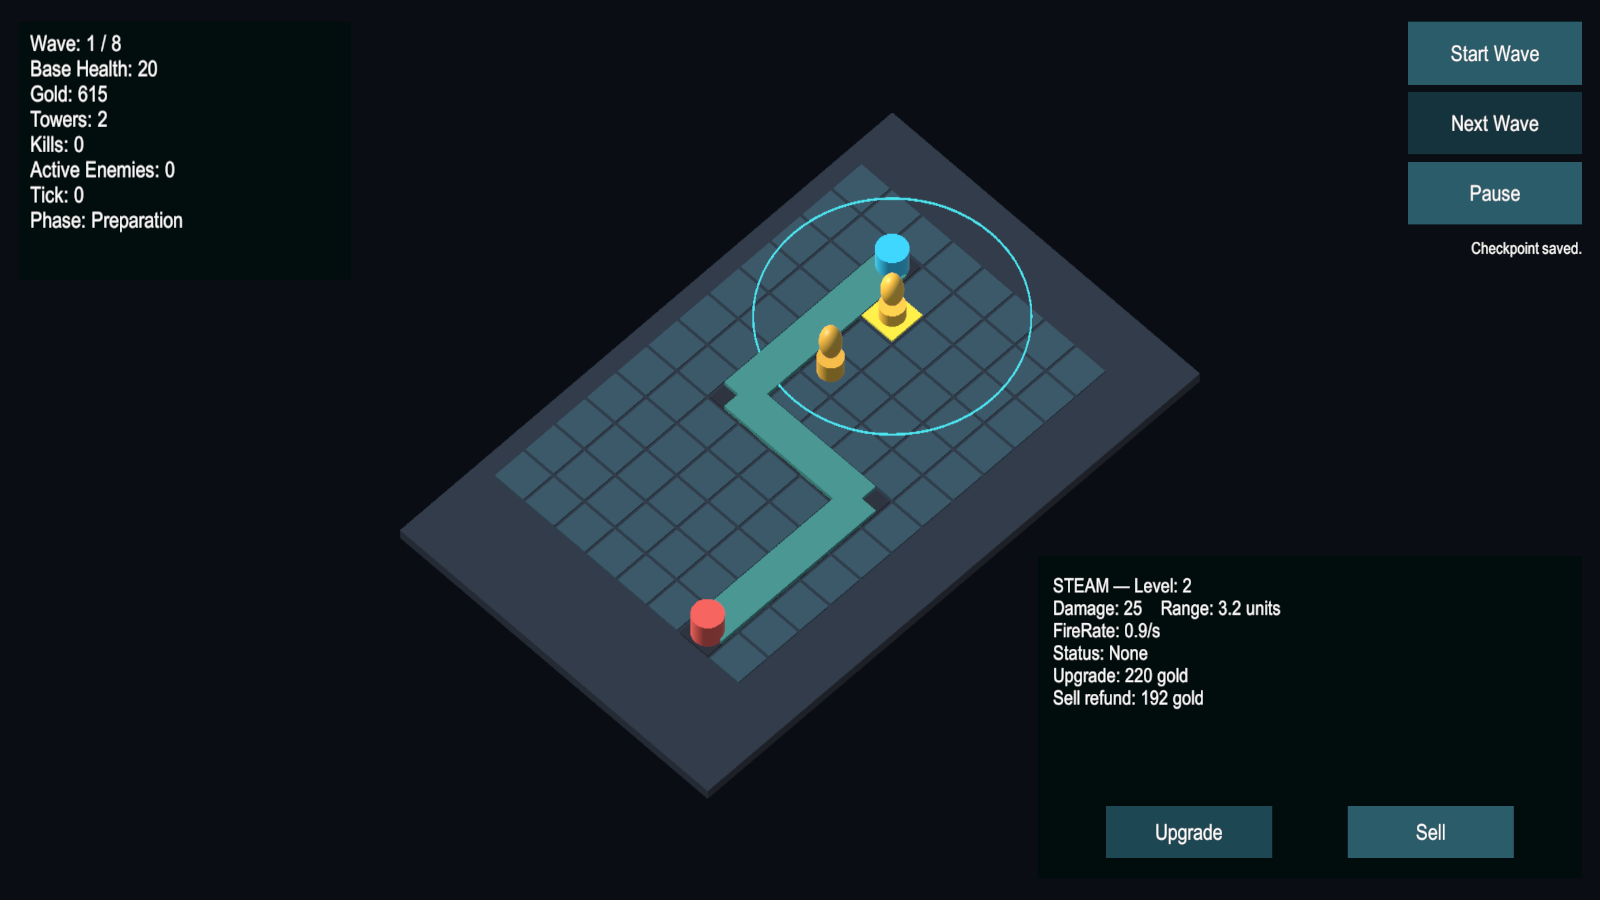 Wave: 1 / 8
Base Health: 20
Gold: 615
Towers: 2
Kills: 0
Active Enemies: 0
Tick: 0
Phase: Preparation
Start Wave
Next Wave
Pause
Checkpoint saved.
STEAM — Level: 2
Damage: 25    Range: 3.2 units
FireRate: 0.9/s
Status: None
Upgrade: 220 gold
Sell refund: 192 gold
Upgrade
Sell